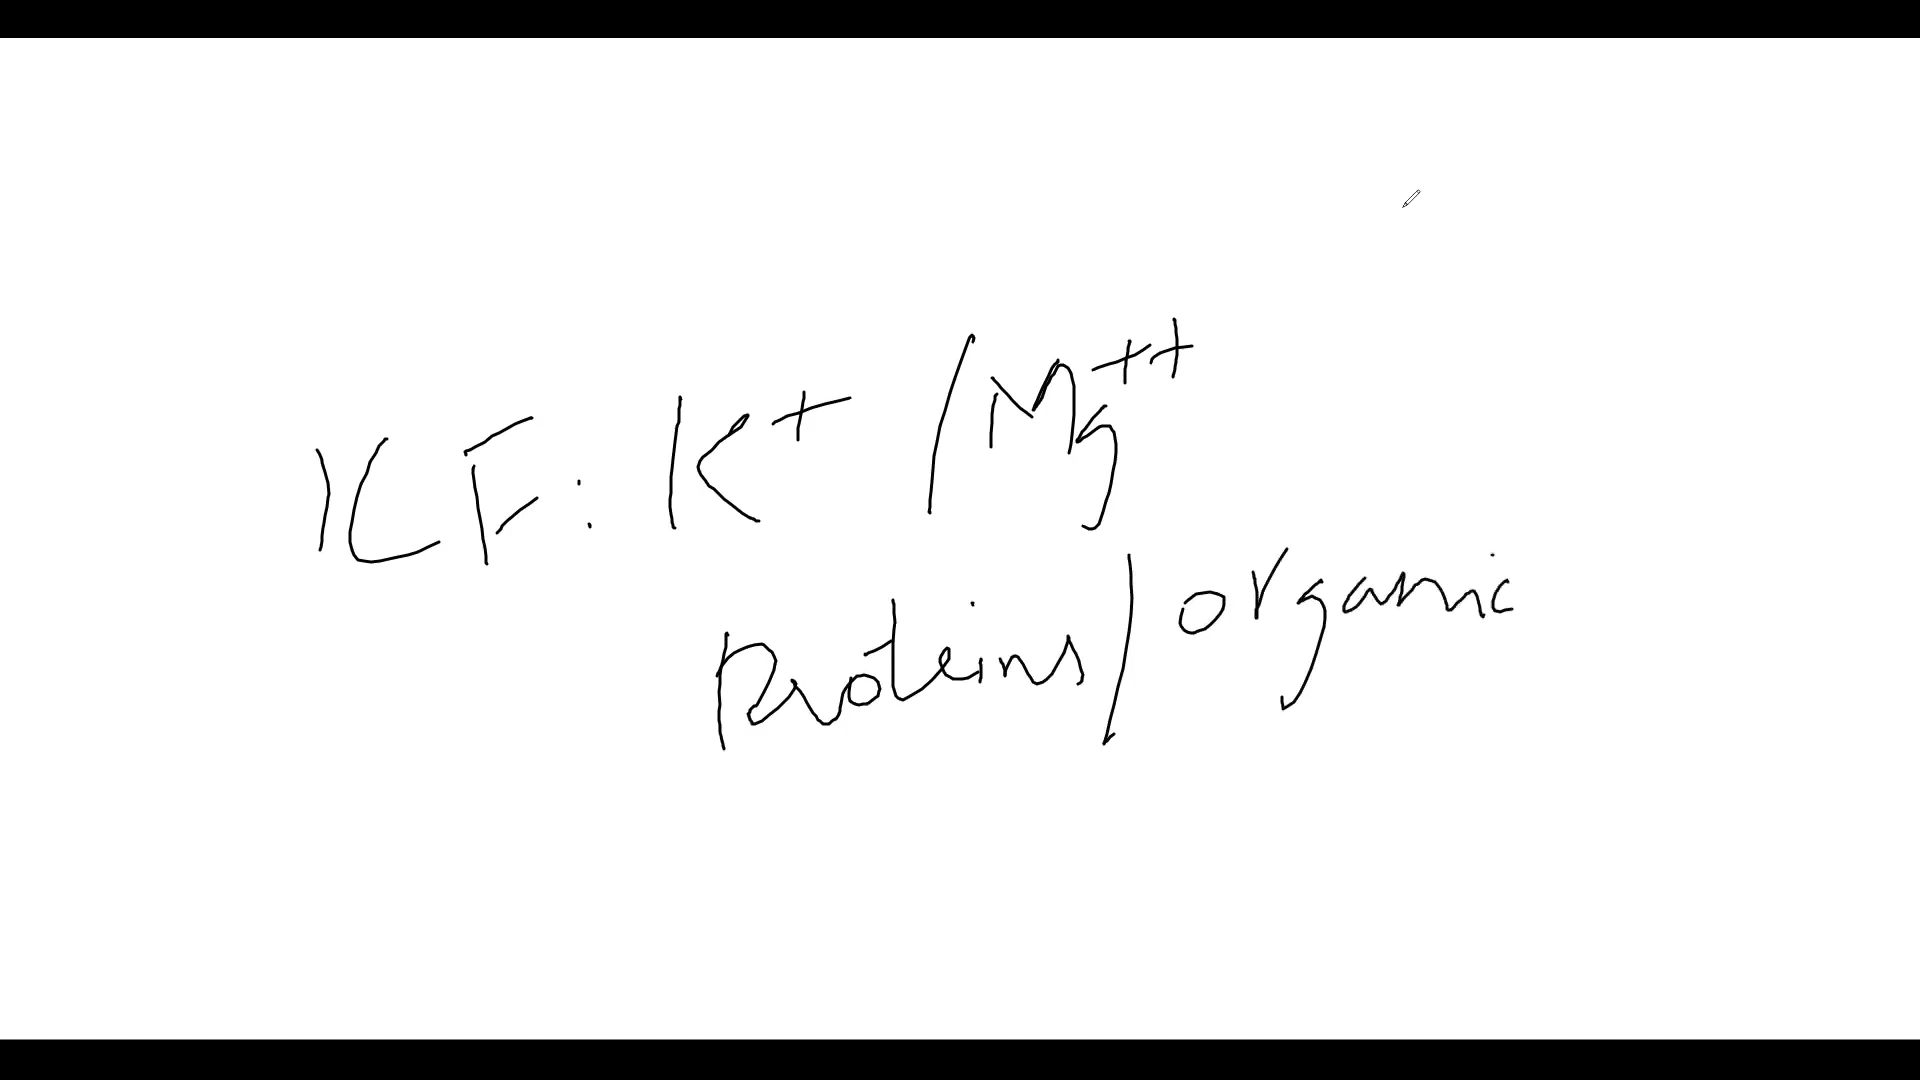 ICF: K+ / Mg++
Proteins / organic